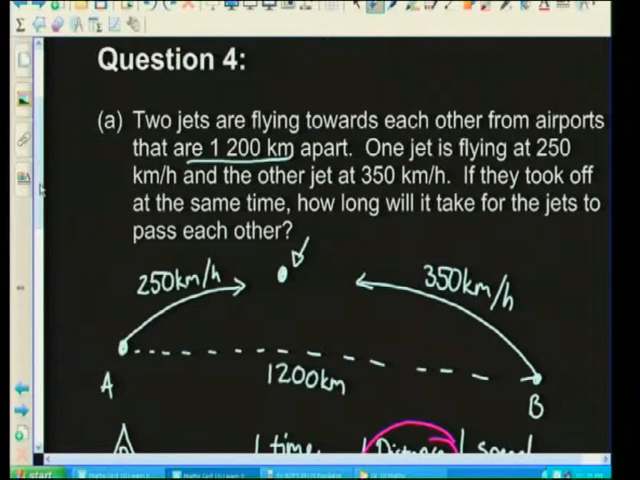 Question 4:
(a) Two jets are flying towards each other from airports
that are 1 200 km apart. One jet is flying at 250
km/h and the other jet at 350 km/h. If they took off
at the same time, how long will it take for the jets to
pass each other?
250km/h
350km/h
A
1200km
B
time
Distance
speed
start